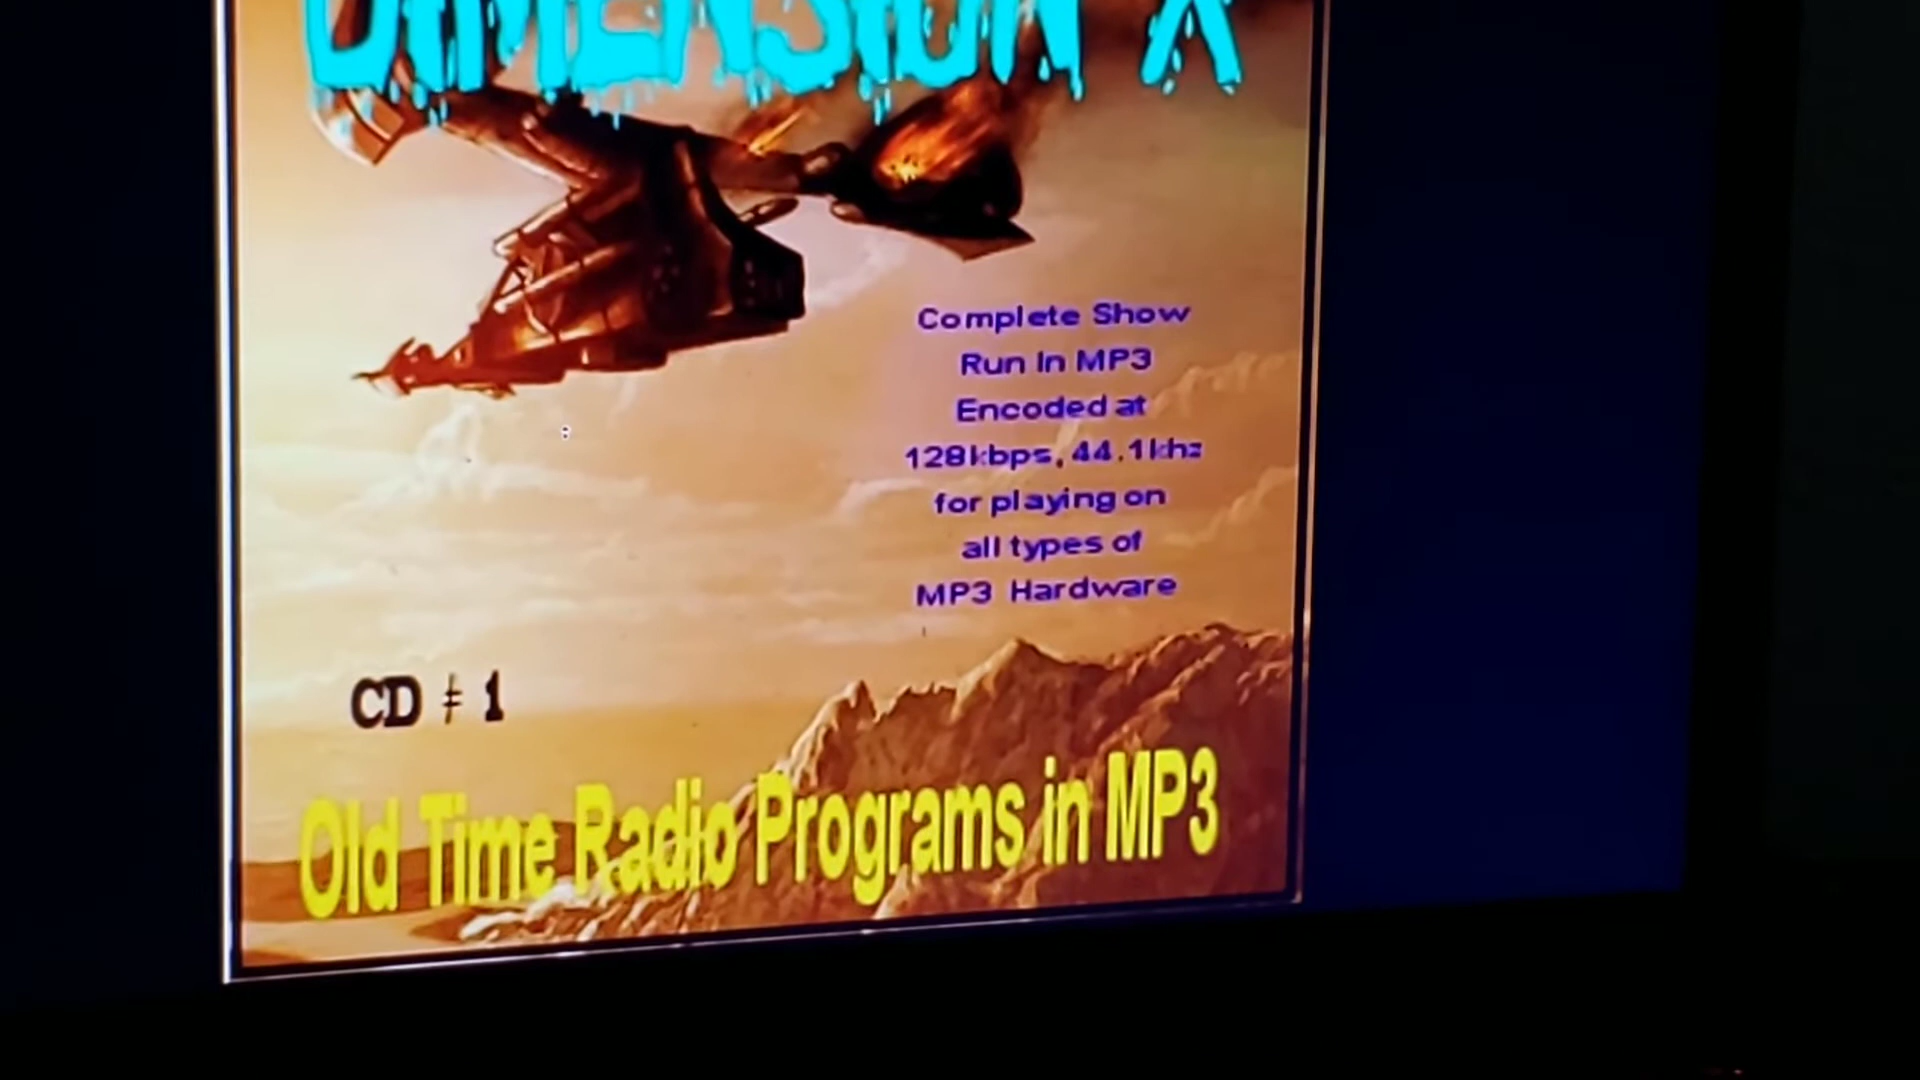 DIMENSION X
Complete Show
Run In MP3
Encoded at
128kbps, 44.1khz
for playing on
all types of
MP3 Hardware
CD # 1
Old Time Radio Programs in MP3